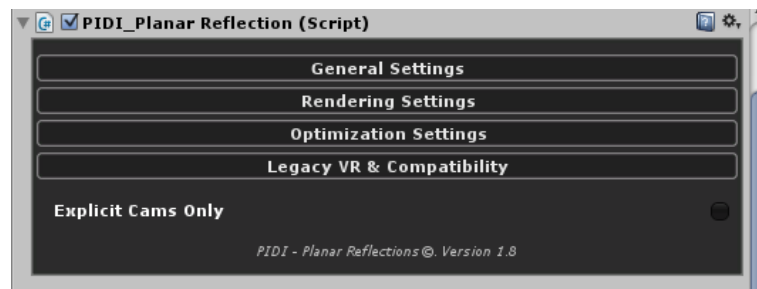 PIDI_Planar Reflection (Script)
General Settings
Rendering Settings
Optimization Settings
Legacy VR & Compatibility
Explicit Cams Only
PIDI - Planar Reflections©. Version 1.8